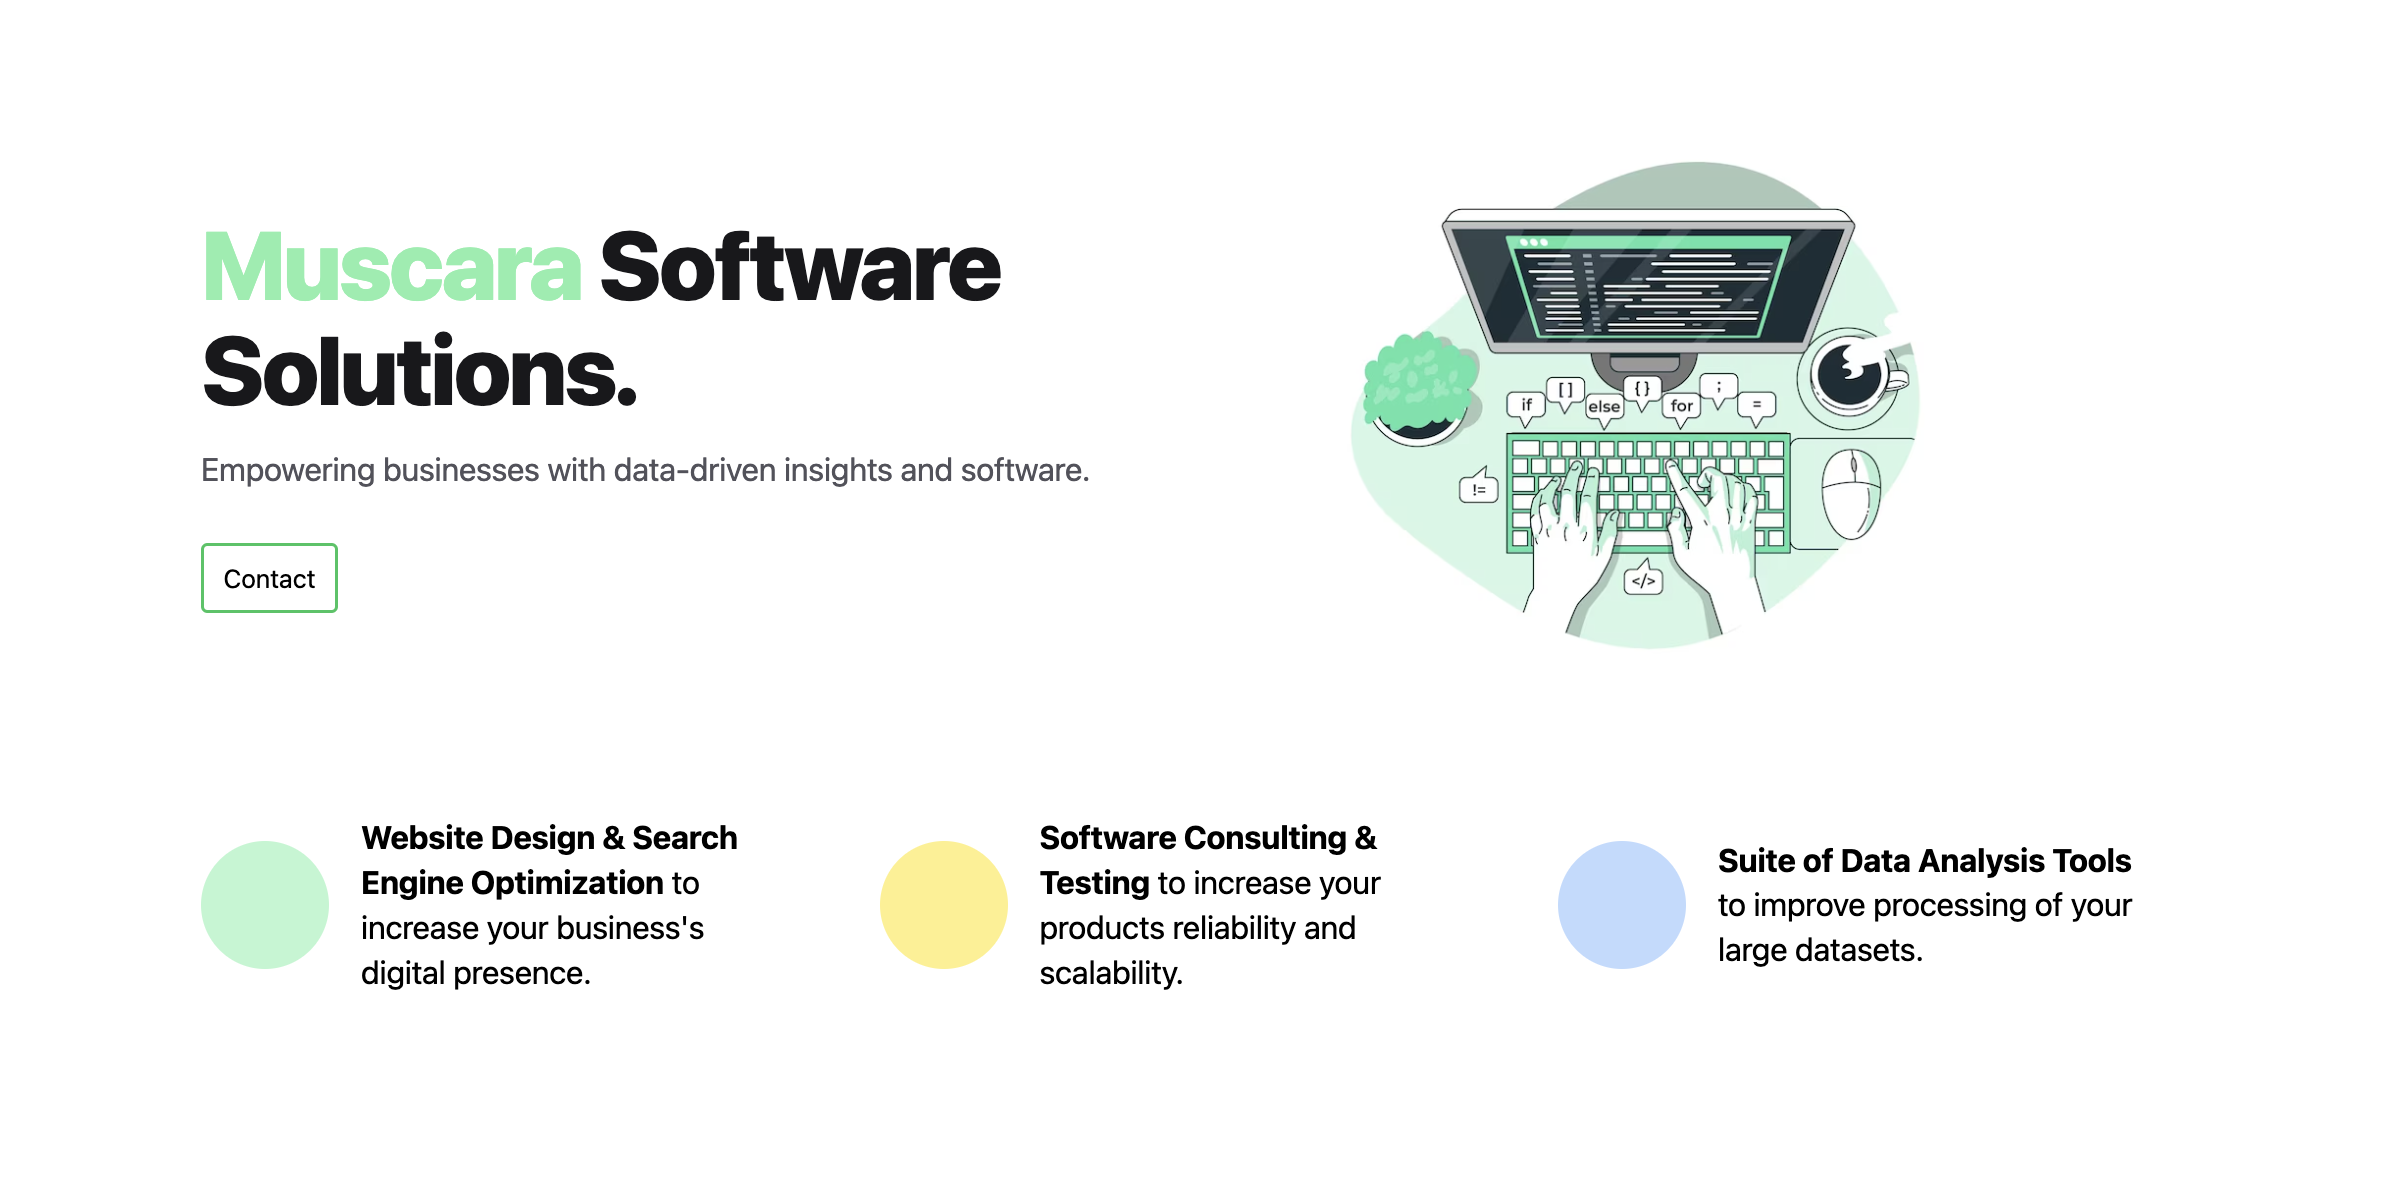 Muscara Software
Solutions.
Empowering businesses with data-driven insights and software.
Contact
if
[]
else
{}
for
;
=
!=
</>
Website Design & Search
Engine Optimization to
increase your business's
digital presence.
Software Consulting &
Testing to increase your
products reliability and
scalability.
Suite of Data Analysis Tools
to improve processing of your
large datasets.